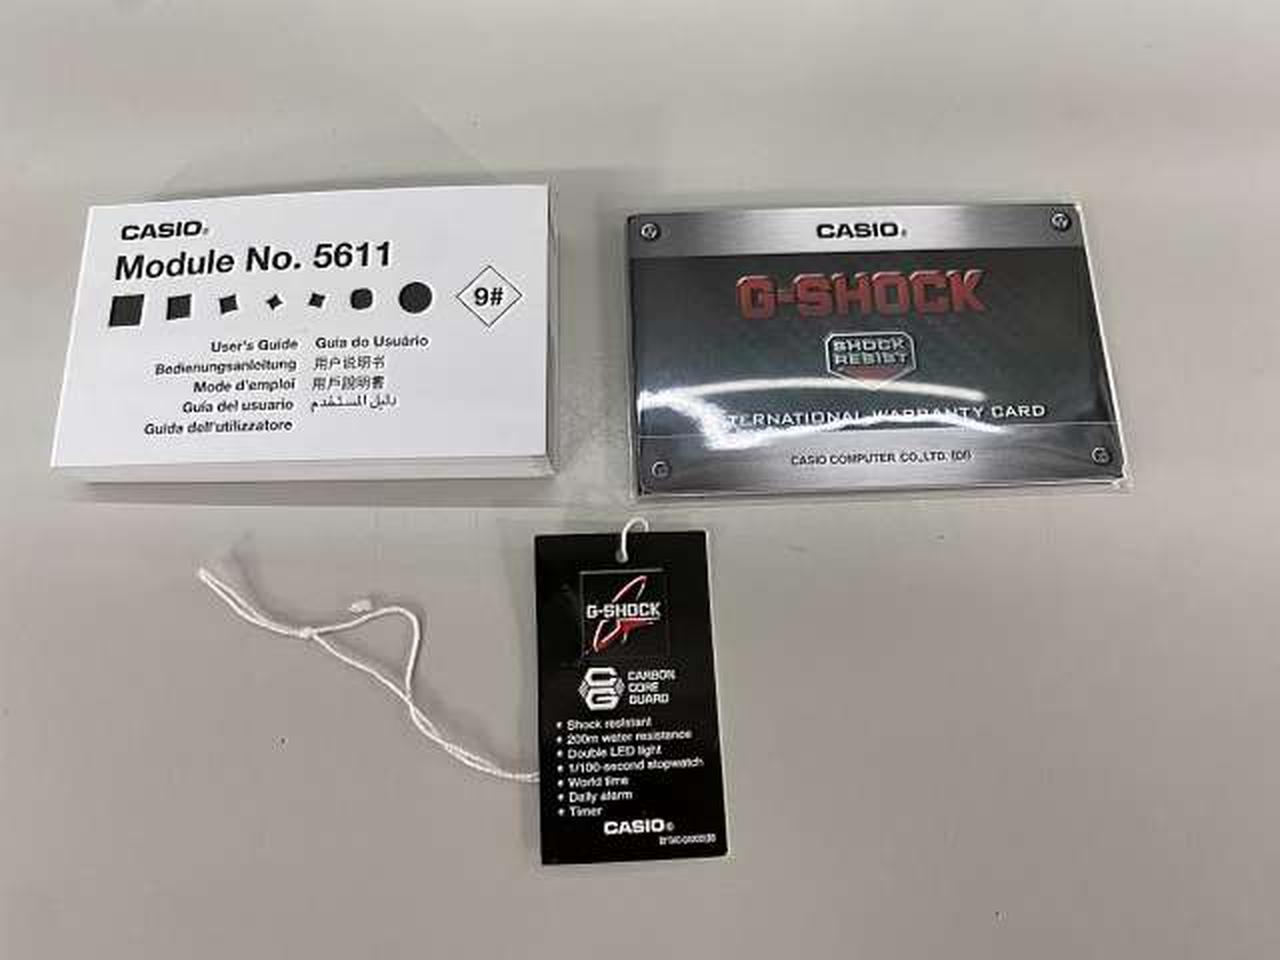 CASIO®
Module No. 5611
9#
User's Guide
Bedienungsanleitung
Mode d'emploi
Guía del usuario
Guida dell'utilizzatore
Guia do Usuário
用户说明书
用戶說明書
دليل المستخدم
CASIO®
G-SHOCK
SHOCK
RESIST
INTERNATIONAL WARRANTY CARD
CASIO COMPUTER CO.,LTD.
G-SHOCK
CARBON
CORE
GUARD
• Shock resistant
• 200m water resistance
• Double LED light
• 1/100-second stopwatch
• World time
• Daily alarm
• Timer
CASIO®